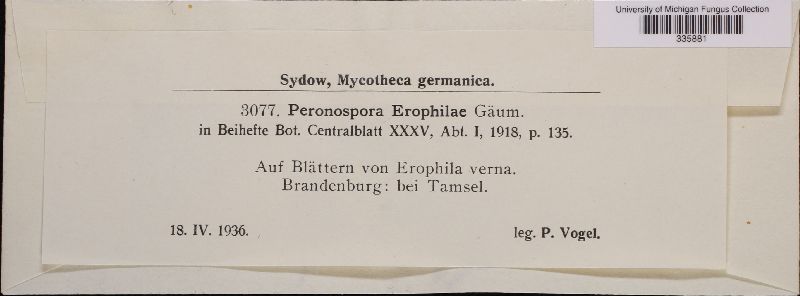 University of Michigan Fungus Collection
335881
Sydow, Mycotheca germanica.
3077. Peronospora Erophilae Gäum.
in Beihefte Bot. Centralblatt XXXV, Abt. I, 1918, p. 135.
Auf Blättern von Erophila verna.
Brandenburg: bei Tamsel.
18. IV. 1936.
leg. P. Vogel.